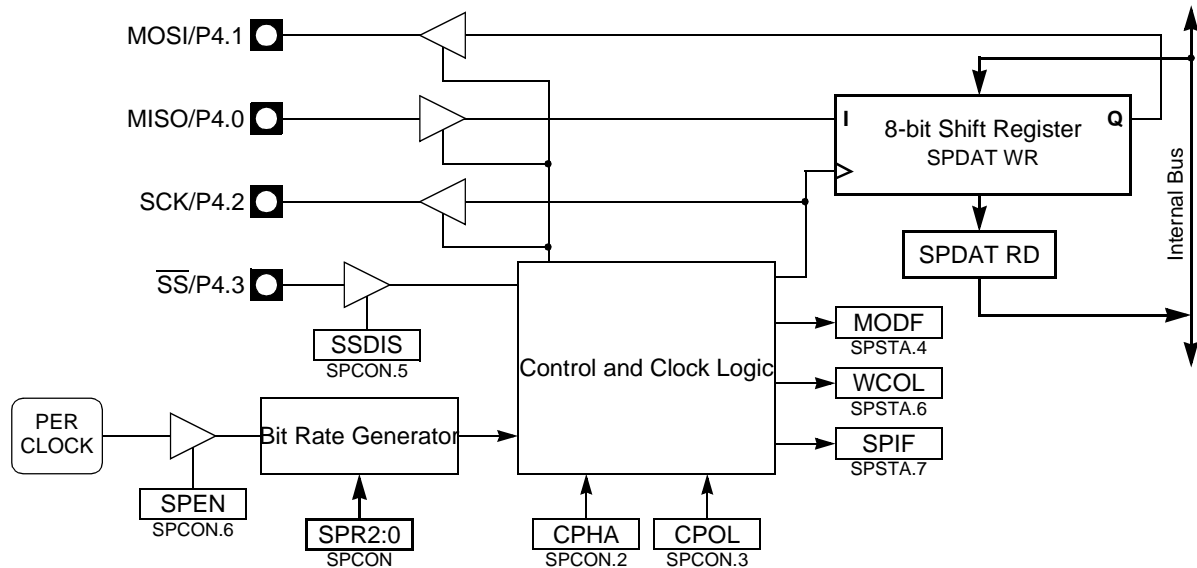 MOSI/P4.1
MISO/P4.0
I
8-bit Shift Register
Q
SPDAT WR
SCK/P4.2
Internal Bus
SPDAT RD
SS/P4.3
SSDIS
SPCON.5
MODF
SPSTA.4
Control and Clock Logic
WCOL
SPSTA.6
PER
CLOCK
Bit Rate Generator
SPIF
SPSTA.7
SPEN
SPCON.6
SPR2:0
SPCON
CPHA
SPCON.2
CPOL
SPCON.3